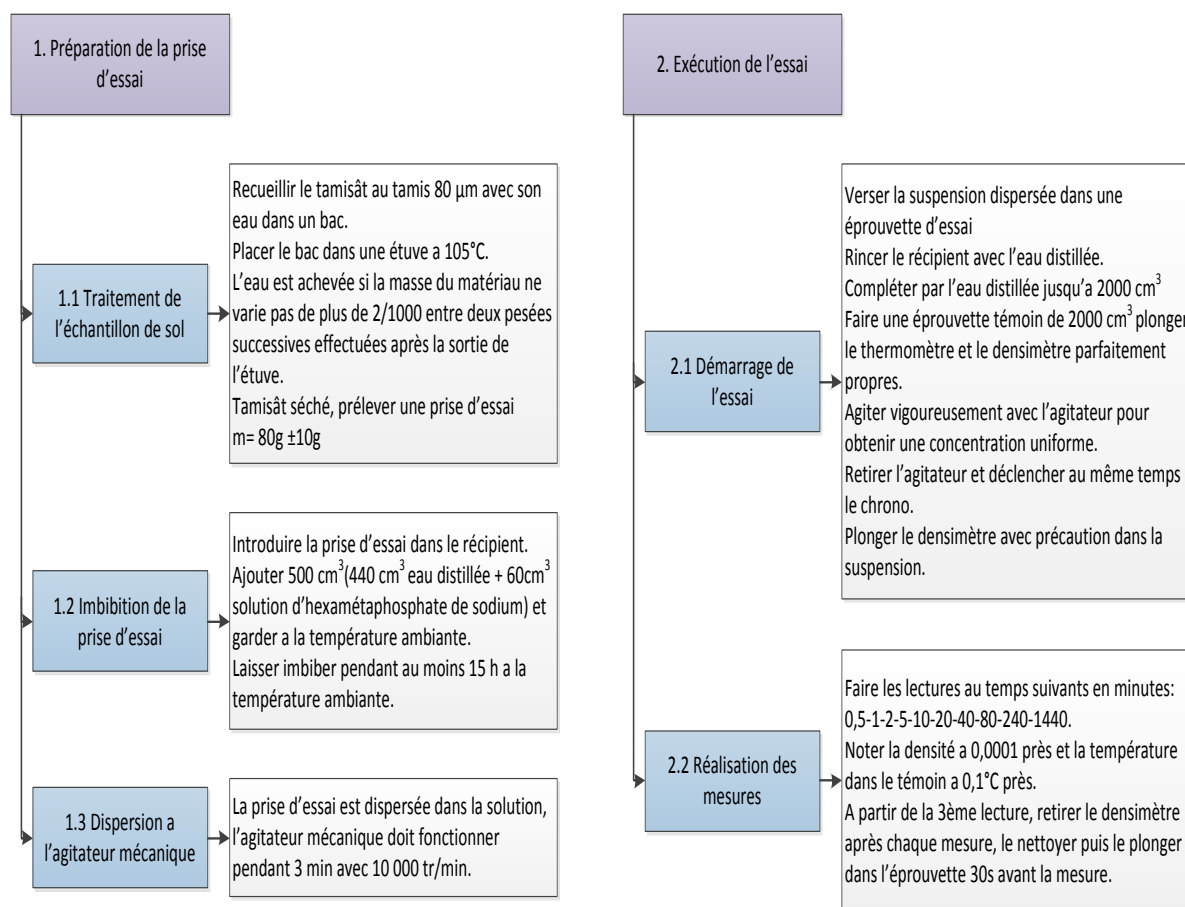 1. Préparation de la prise
d'essai
1.1 Traitement de
l'échantillon de sol
Recueillir le tamisât au tamis 80 µm avec son
eau dans un bac.
Placer le bac dans une étuve a 105°C.
L'eau est achevée si la masse du matériau ne
varie pas de plus de 2/1000 entre deux pesées
successives effectuées après la sortie de
l'étuve.
Tamisât séché, prélever une prise d'essai
m= 80g ±10g
1.2 Imbibition de la
prise d'essai
Introduire la prise d'essai dans le récipient.
Ajouter 500 cm³(440 cm³ eau distillée + 60cm³
solution d'hexamétaphosphate de sodium) et
garder a la température ambiante.
Laisser imbiber pendant au moins 15 h a la
température ambiante.
1.3 Dispersion a
l'agitateur mécanique
La prise d'essai est dispersée dans la solution,
l'agitateur mécanique doit fonctionner
pendant 3 min avec 10 000 tr/min.
2. Exécution de l'essai
2.1 Démarrage de
l'essai
Verser la suspension dispersée dans une
éprouvette d'essai
Rincer le récipient avec l'eau distillée.
Compléter par l'eau distillée jusqu'a 2000 cm³
Faire une éprouvette témoin de 2000 cm³ plonger
le thermomètre et le densimètre parfaitement
propres.
Agiter vigoureusement avec l'agitateur pour
obtenir une concentration uniforme.
Retirer l'agitateur et déclencher au même temps
le chrono.
Plonger le densimètre avec précaution dans la
suspension.
2.2 Réalisation des
mesures
Faire les lectures au temps suivants en minutes:
0,5-1-2-5-10-20-40-80-240-1440.
Noter la densité a 0,0001 près et la température
dans le témoin a 0,1°C près.
A partir de la 3ème lecture, retirer le densimètre
après chaque mesure, le nettoyer puis le plonger
dans l'éprouvette 30s avant la mesure.